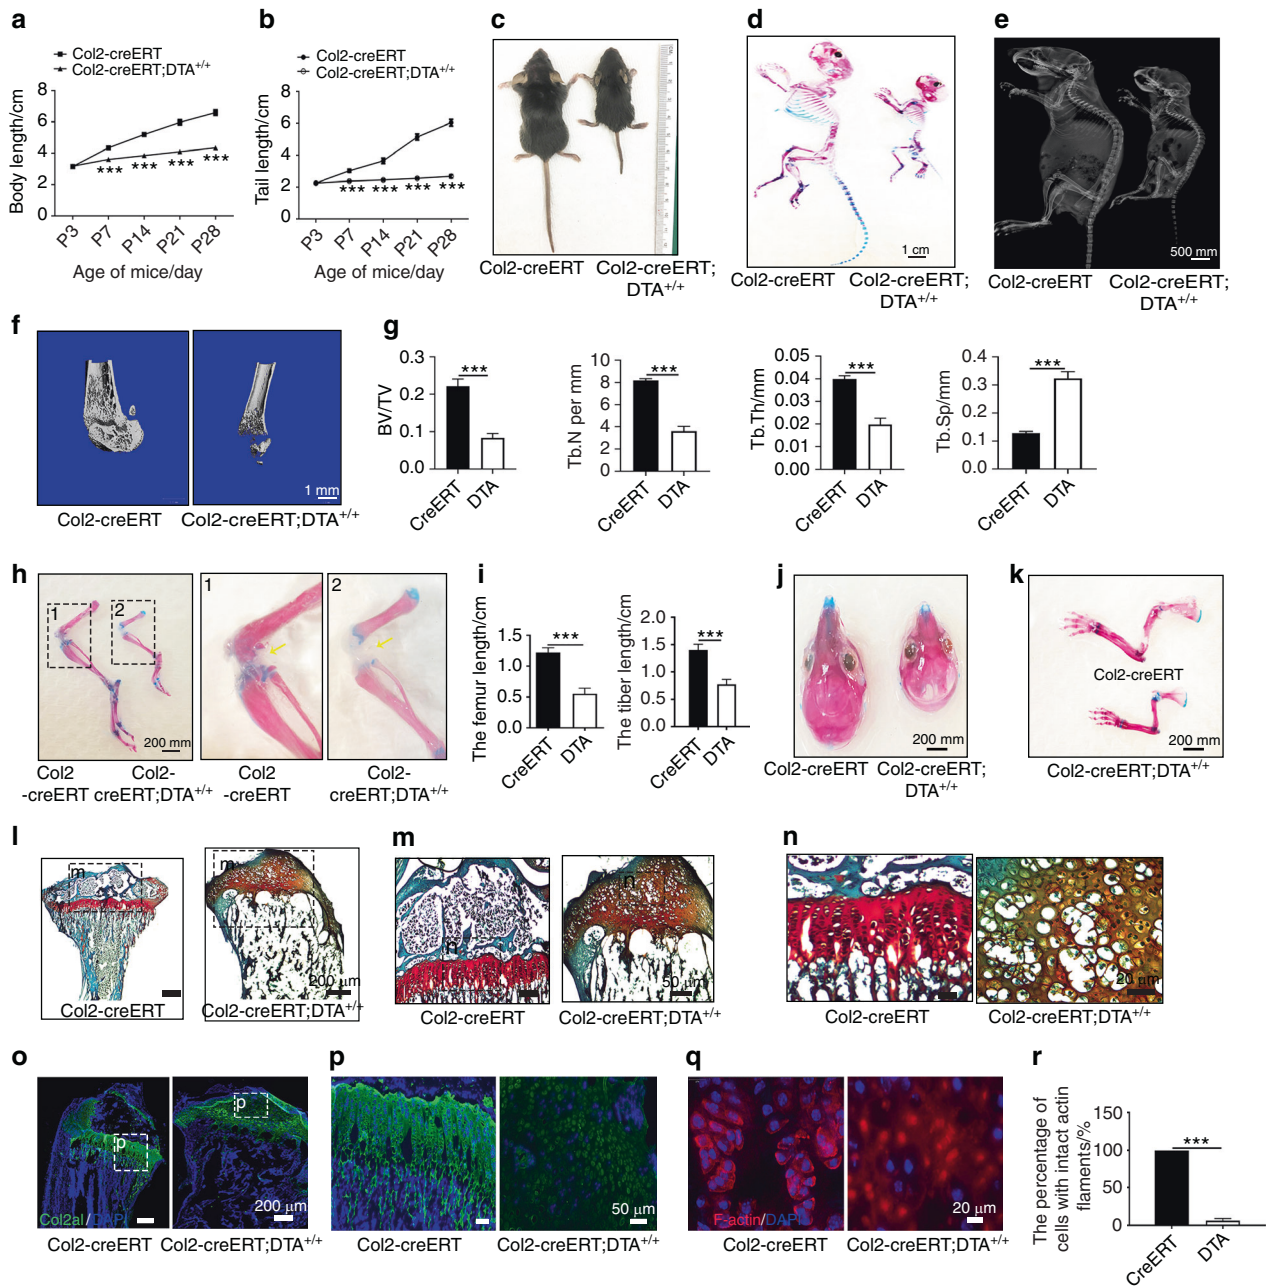 a
Col2-creERT
Col2-creERT;DTA+/+
Body length/cm
8
6
4
2
0
***
***
***
***
P3
P7
P14
P21
P28
Age of mice/day
b
Col2-creERT
Col2-creERT;DTA+/+
Tail length/cm
8
6
4
2
0
***
***
***
***
P3
P7
P14
P21
P28
Age of mice/day
c
Col2-creERT
Col2-creERT;
DTA+/+
d
1 cm
Col2-creERT
Col2-creERT;
DTA+/+
e
500 mm
Col2-creERT
Col2-creERT;
DTA+/+
f
1 mm
Col2-creERT
Col2-creERT;DTA+/+
g
BV/TV
0.3
0.2
0.1
0.0
***
CreERT
DTA
Tb.N per mm
10
8
6
4
2
0
***
CreERT
DTA
Tb.Th/mm
0.05
0.04
0.03
0.02
0.01
0.00
***
CreERT
DTA
Tb.Sp/mm
0.4
0.3
0.2
0.1
0.0
***
CreERT
DTA
h
1
2
200 mm
Col2
-creERT
Col2-
creERT;DTA+/+
1
Col2
-creERT
2
Col2-
creERT;DTA+/+
i
The femur length/cm
1.5
1.0
0.5
0.0
***
CreERT
DTA
The tiber length/cm
2.0
1.5
1.0
0.5
0.0
***
CreERT
DTA
j
200 mm
Col2-creERT
Col2-creERT;
DTA+/+
k
Col2-creERT
200 mm
Col2-creERT;DTA+/+
l
m
Col2-creERT
m
200 μm
Col2-creERT;DTA+/+
m
n
Col2-creERT
n
50 μm
Col2-creERT;DTA+/+
n
Col2-creERT
20 μm
Col2-creERT;DTA+/+
o
p
Col2al/DAPI
Col2-creERT
p
200 μm
Col2-creERT;DTA+/+
p
Col2-creERT
50 μm
Col2-creERT;DTA+/+
q
F-actin/DAPI
Col2-creERT
20 μm
Col2-creERT;DTA+/+
r
The percentage of
cells with intact actin
filaments/%
150
100
50
0
***
CreERT
DTA